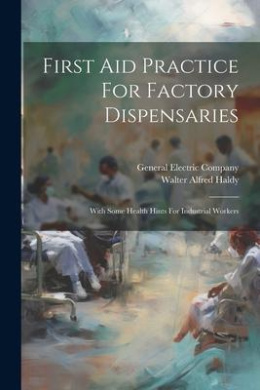 First Aid Practice
For Factory
Dispensaries
General Electric Company
Walter Alfred Haldy
With Some Health Hints For Industrial Workers